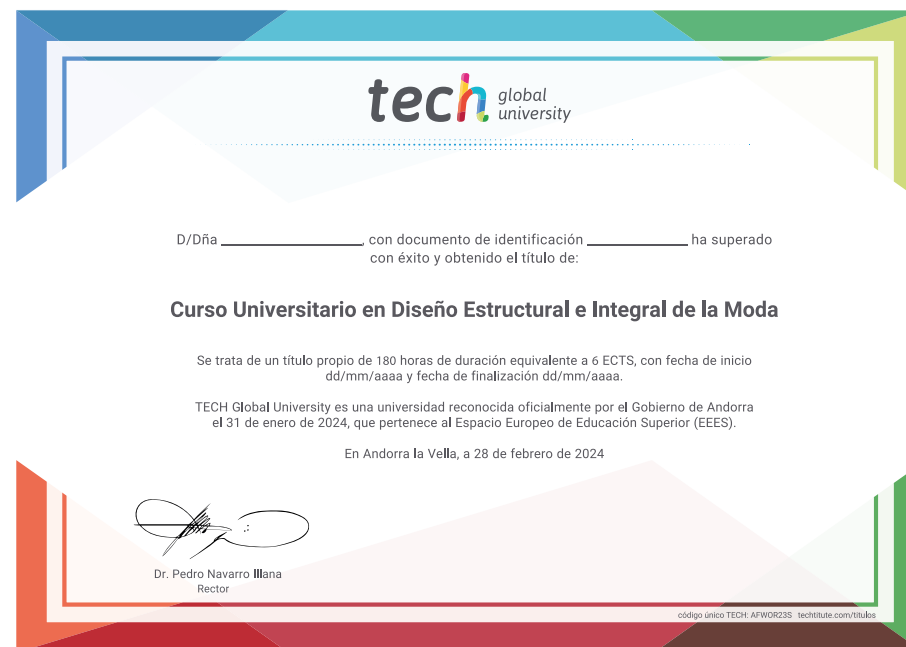 tech global university
D/Dña ____________________, con documento de identificación ______________ ha superado
con éxito y obtenido el título de:
Curso Universitario en Diseño Estructural e Integral de la Moda
Se trata de un título propio de 180 horas de duración equivalente a 6 ECTS, con fecha de inicio
dd/mm/aaaa y fecha de finalización dd/mm/aaaa.
TECH Global University es una universidad reconocida oficialmente por el Gobierno de Andorra
el 31 de enero de 2024, que pertenece al Espacio Europeo de Educación Superior (EEES).
En Andorra la Vella, a 28 de febrero de 2024
Dr. Pedro Navarro Illana
Rector
código único TECH: AFWOR23S techtitute.com/titulos